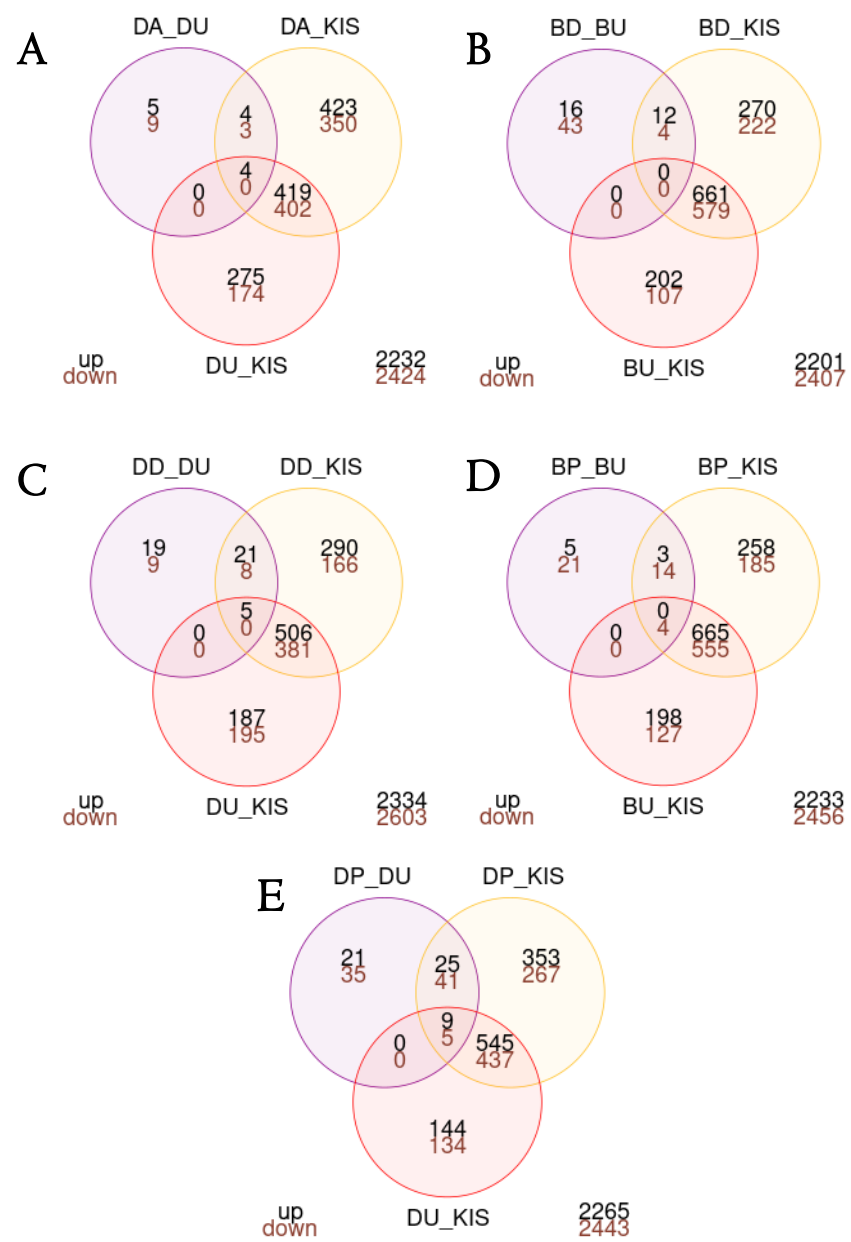 A
DA_DU DA_KIS
5 4 423
9 3 350
4
0
0 419
0 402
275
174
up DU_KIS 2232
down 2424
B
BD_BU BD_KIS
16 12 270
43 4 222
0
0
0 661
0 579
202
107
up BU_KIS 2201
down 2407
C
DD_DU DD_KIS
19 21 290
9 8 166
5
0
0 506
0 381
187
195
up DU_KIS 2334
down 2603
D
BP_BU BP_KIS
5 3 258
21 14 185
0
4
0 665
0 555
198
127
up BU_KIS 2233
down 2456
E
DP_DU DP_KIS
21 25 353
35 41 267
9
5
0 545
0 437
144
134
up DU_KIS 2265
down 2443